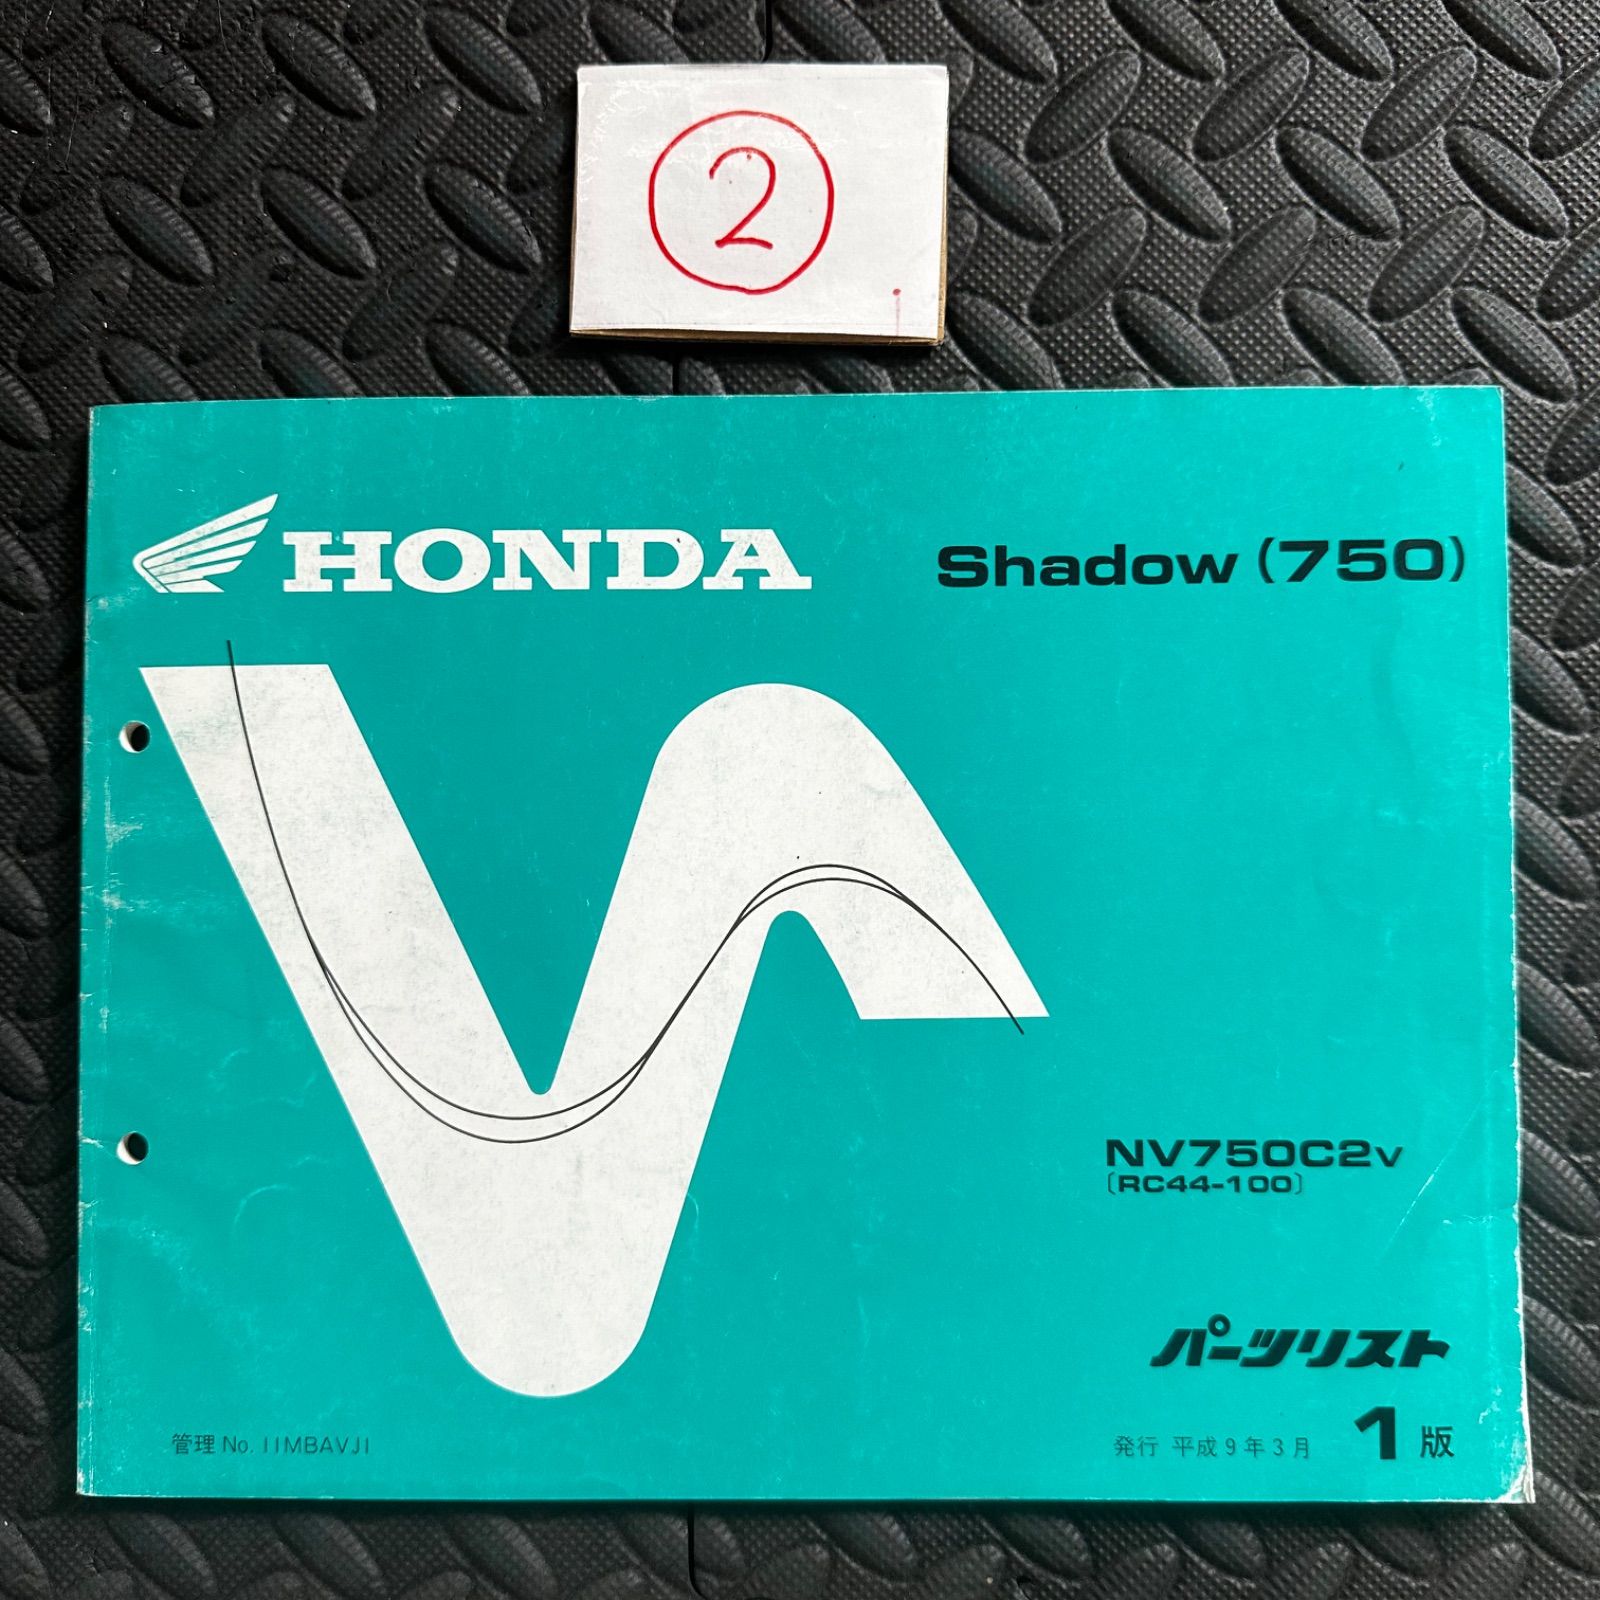 ②
HONDA
Shadow (750)
NV750C2V
〔RC44-100〕
パーツリスト
管理 No. 11MBAVJ1
発行 平成9年3月 1版